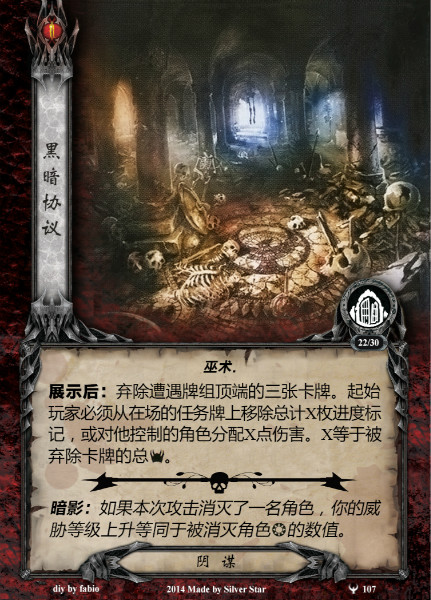 黑暗协议
22/30
巫术.
展示后：弃除遭遇牌组顶端的三张卡牌。起始
玩家必须从在场的任务牌上移除总计X枚进度标
记，或对他控制的角色分配X点伤害。X等于被
弃除卡牌的总。
暗影：如果本次攻击消灭了一名角色，你的威
胁等级上升等同于被消灭角色的数值。
阴谋
diy by fabio
2014 Made by Silver Star
107